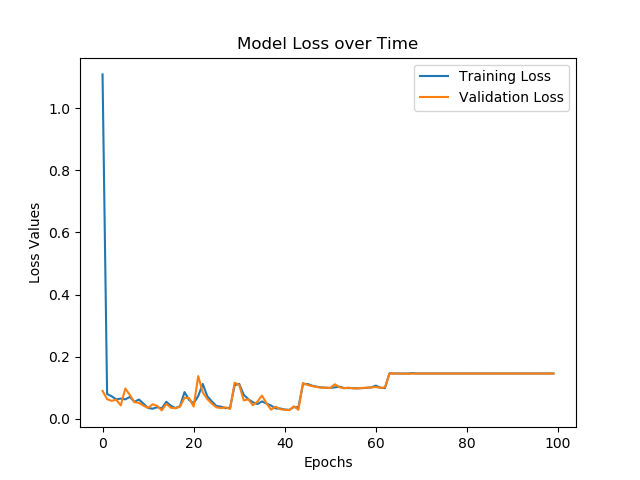 Model Loss over Time
Training Loss
Validation Loss
Loss Values
1.0
0.8
0.6
0.4
0.2
0.0
0 20 40 60 80 100
Epochs